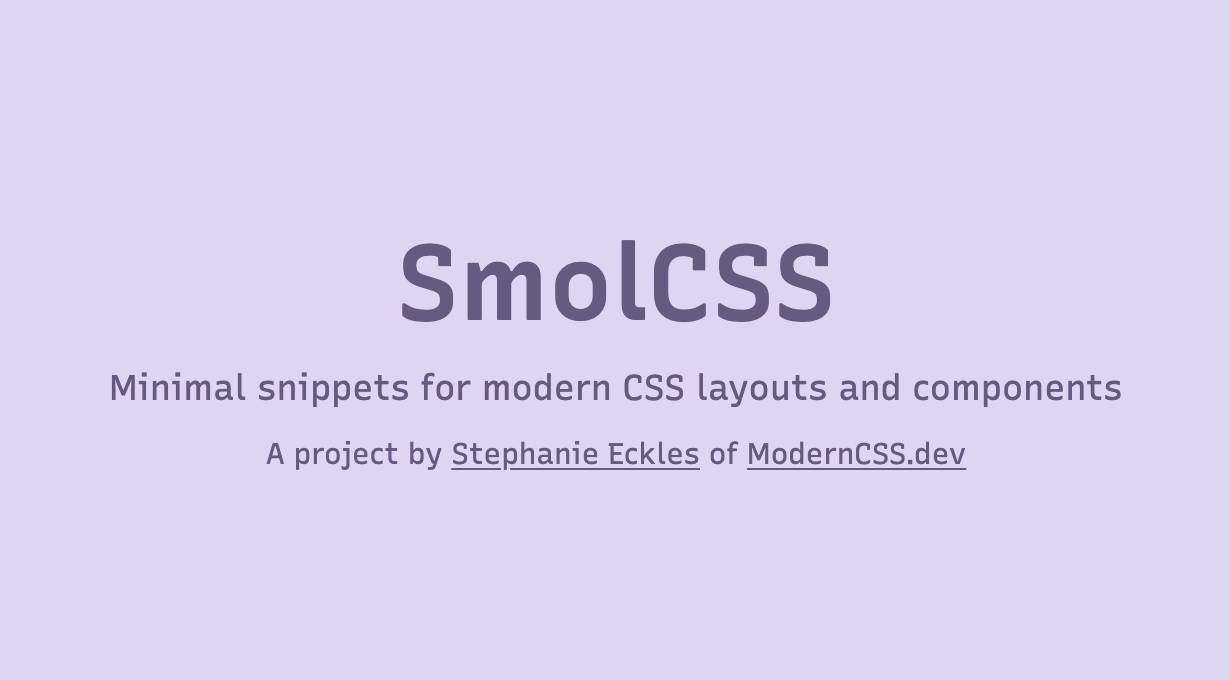 SmolCSS
Minimal snippets for modern CSS layouts and components
A project by Stephanie Eckles of ModernCSS.dev